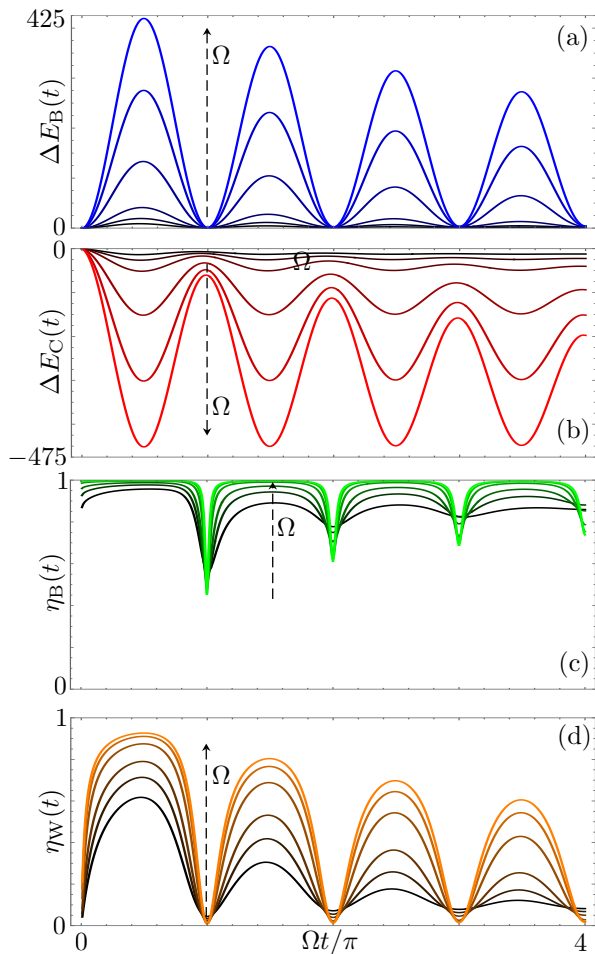 425
(a)
Ω
ΔE_B(t)
0
0
Ω
ΔE_C(t)
Ω
(b)
−475
1
Ω
η_B(t)
(c)
0
1
(d)
Ω
η_W(t)
0
0 Ωt/π 4